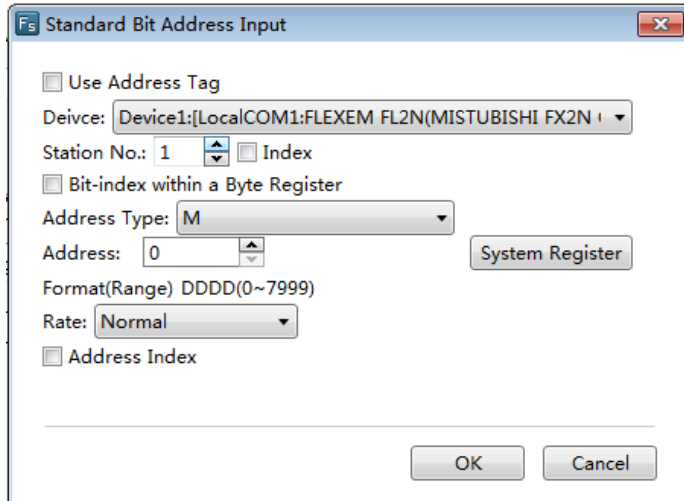 Fs Standard Bit Address Input
Use Address Tag
Deivce: Device1:[LocalCOM1:FLEXEM FL2N(MISTUBISHI FX2N (
Station No.: 1 Index
Bit-index within a Byte Register
Address Type: M
Address: 0 System Register
Format(Range) DDDD(0~7999)
Rate: Normal
Address Index
OK Cancel